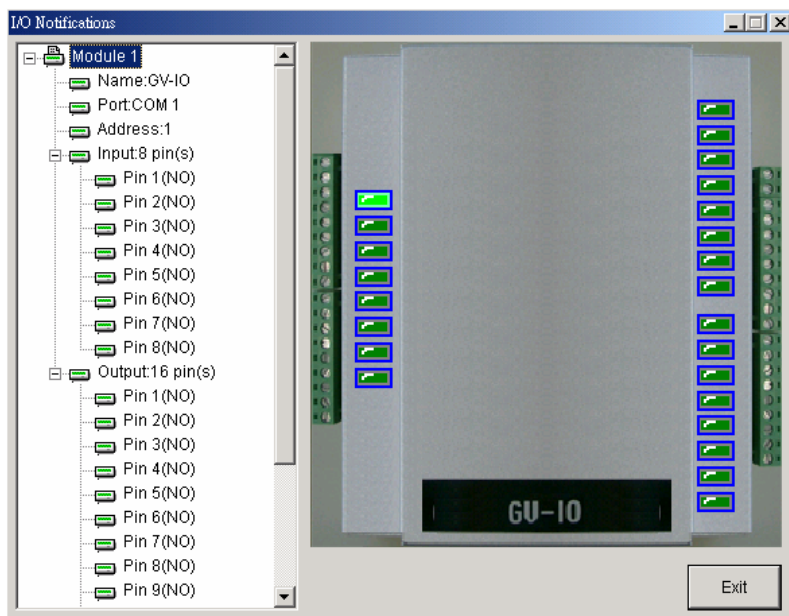 I/O Notifications
Module 1
Name:GV-IO
Port:COM 1
Address:1
Input:8 pin(s)
Pin 1(NO)
Pin 2(NO)
Pin 3(NO)
Pin 4(NO)
Pin 5(NO)
Pin 6(NO)
Pin 7(NO)
Pin 8(NO)
Output:16 pin(s)
Pin 1(NO)
Pin 2(NO)
Pin 3(NO)
Pin 4(NO)
Pin 5(NO)
Pin 6(NO)
Pin 7(NO)
Pin 8(NO)
Pin 9(NO)
GV-IO
Exit